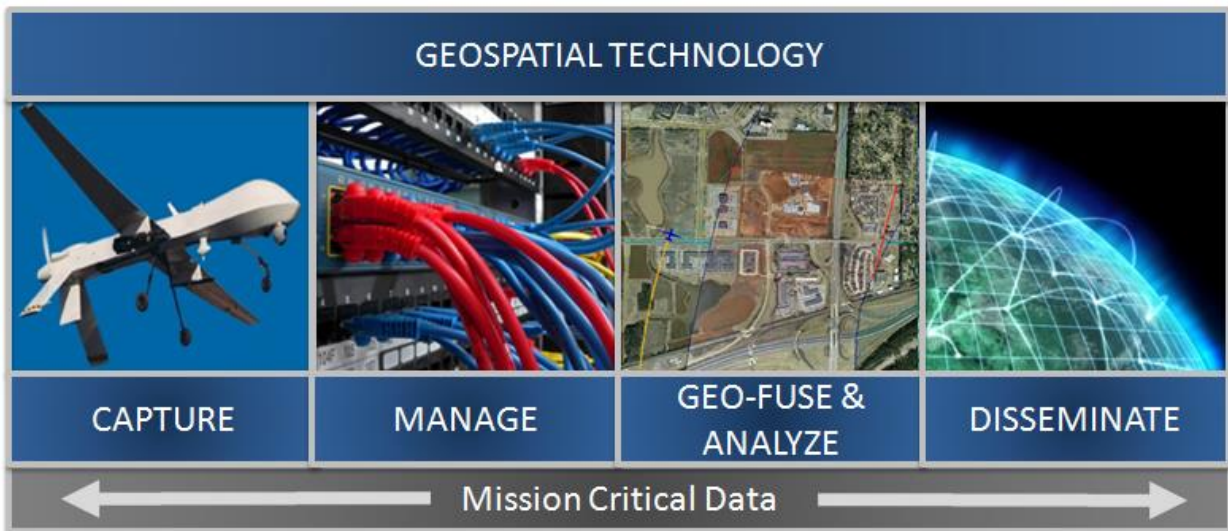 GEOSPATIAL TECHNOLOGY
CAPTURE
MANAGE
GEO-FUSE &
ANALYZE
DISSEMINATE
Mission Critical Data